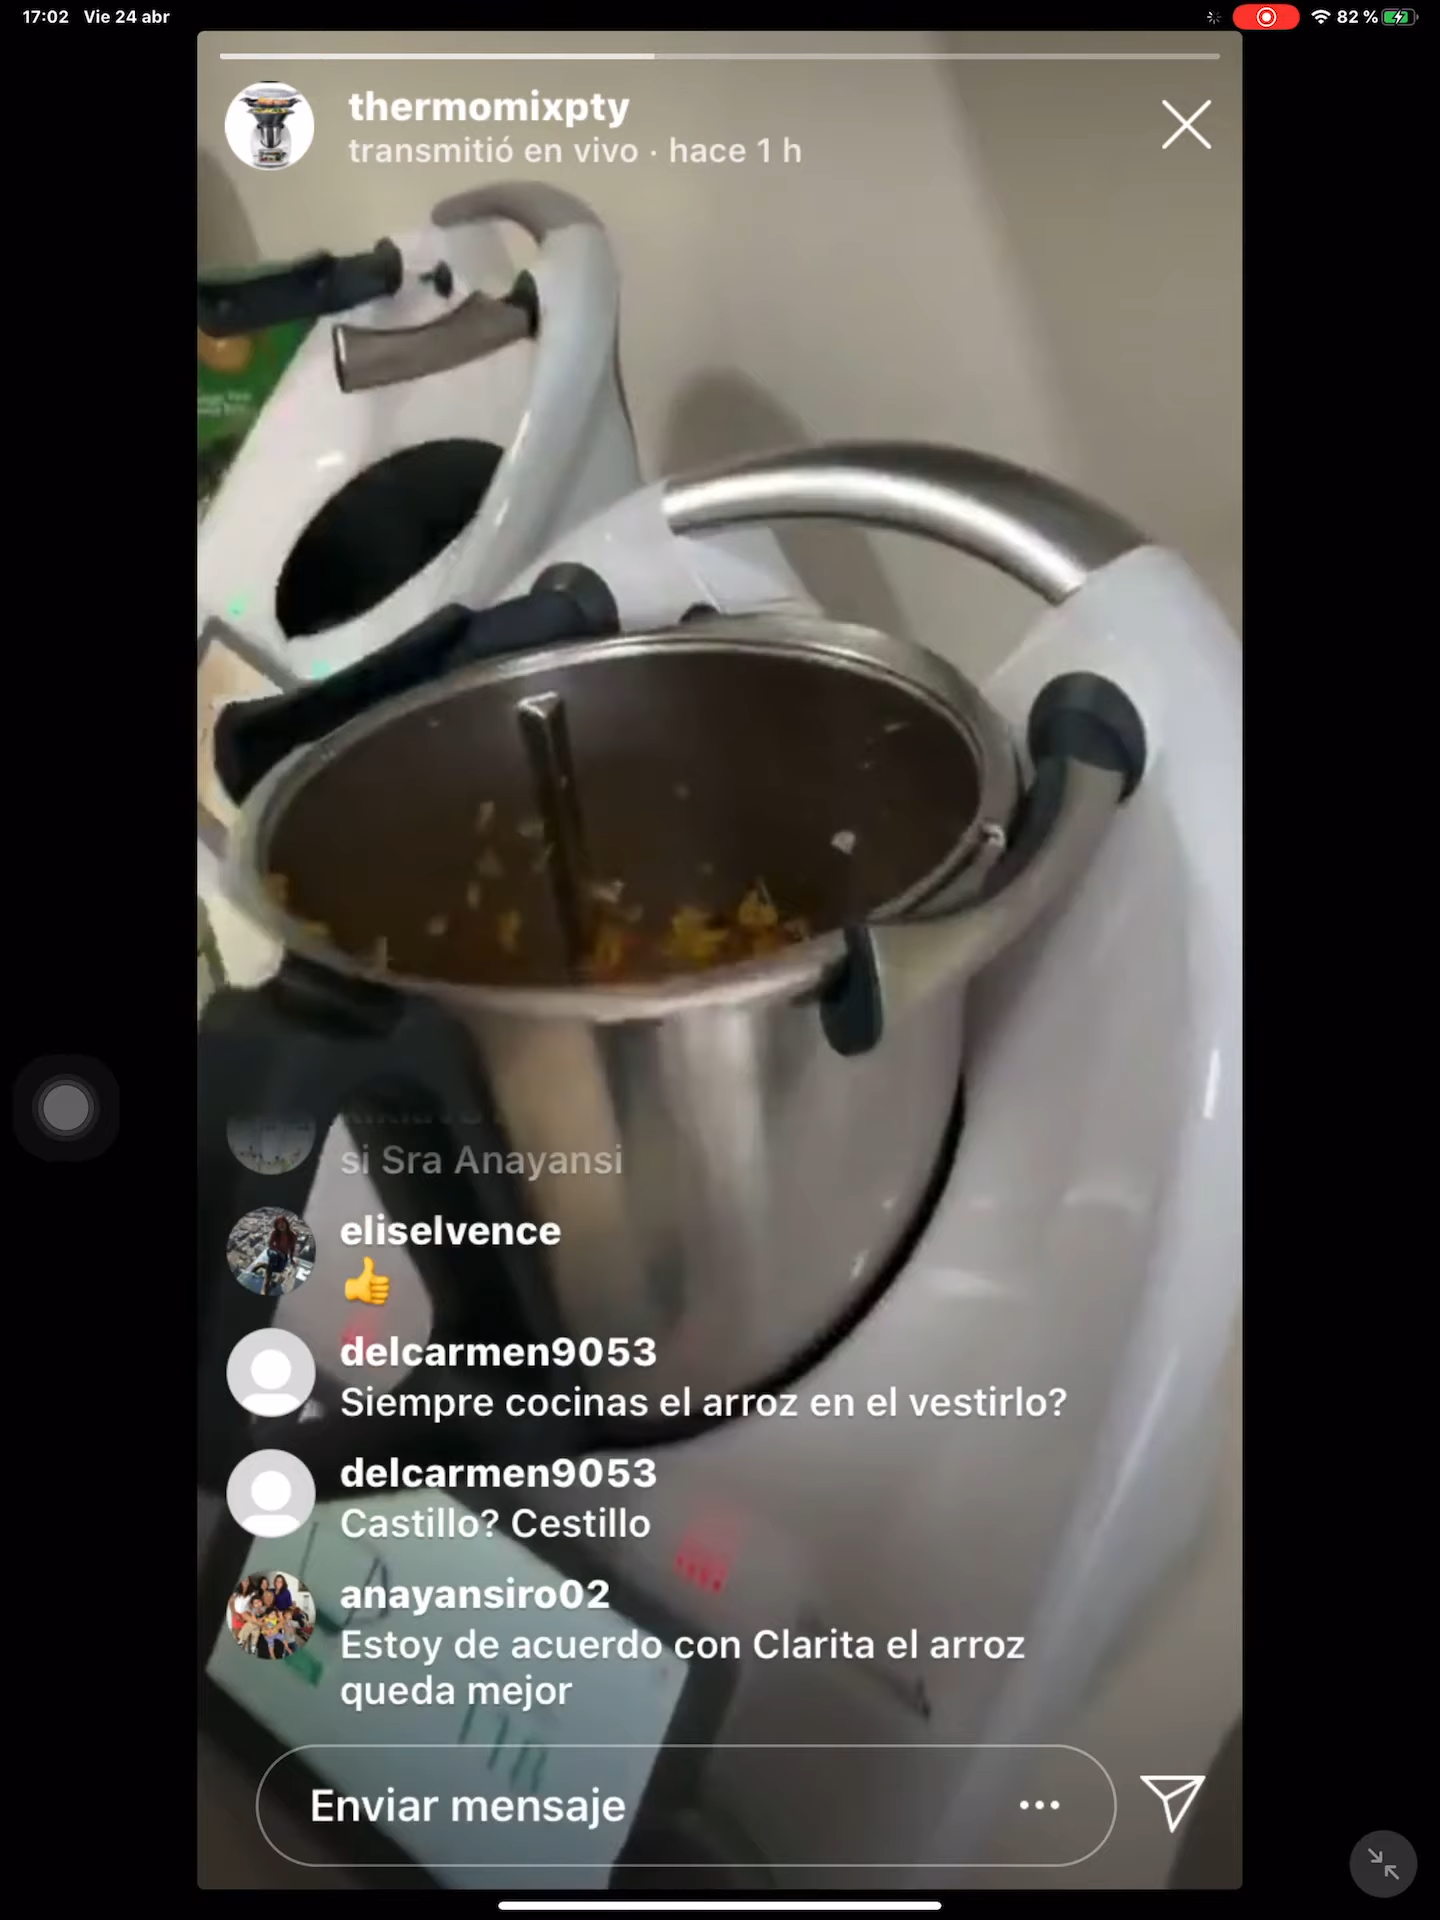 17:02 Vie 24 abr
82 %
thermomixpty
transmitió en vivo · hace 1 h
si Sra Anayansi
eliselvence
👍
delcarmen9053
Siempre cocinas el arroz en el vestirlo?
delcarmen9053
Castillo? Cestillo
anayansiro02
Estoy de acuerdo con Clarita el arroz
queda mejor
Enviar mensaje